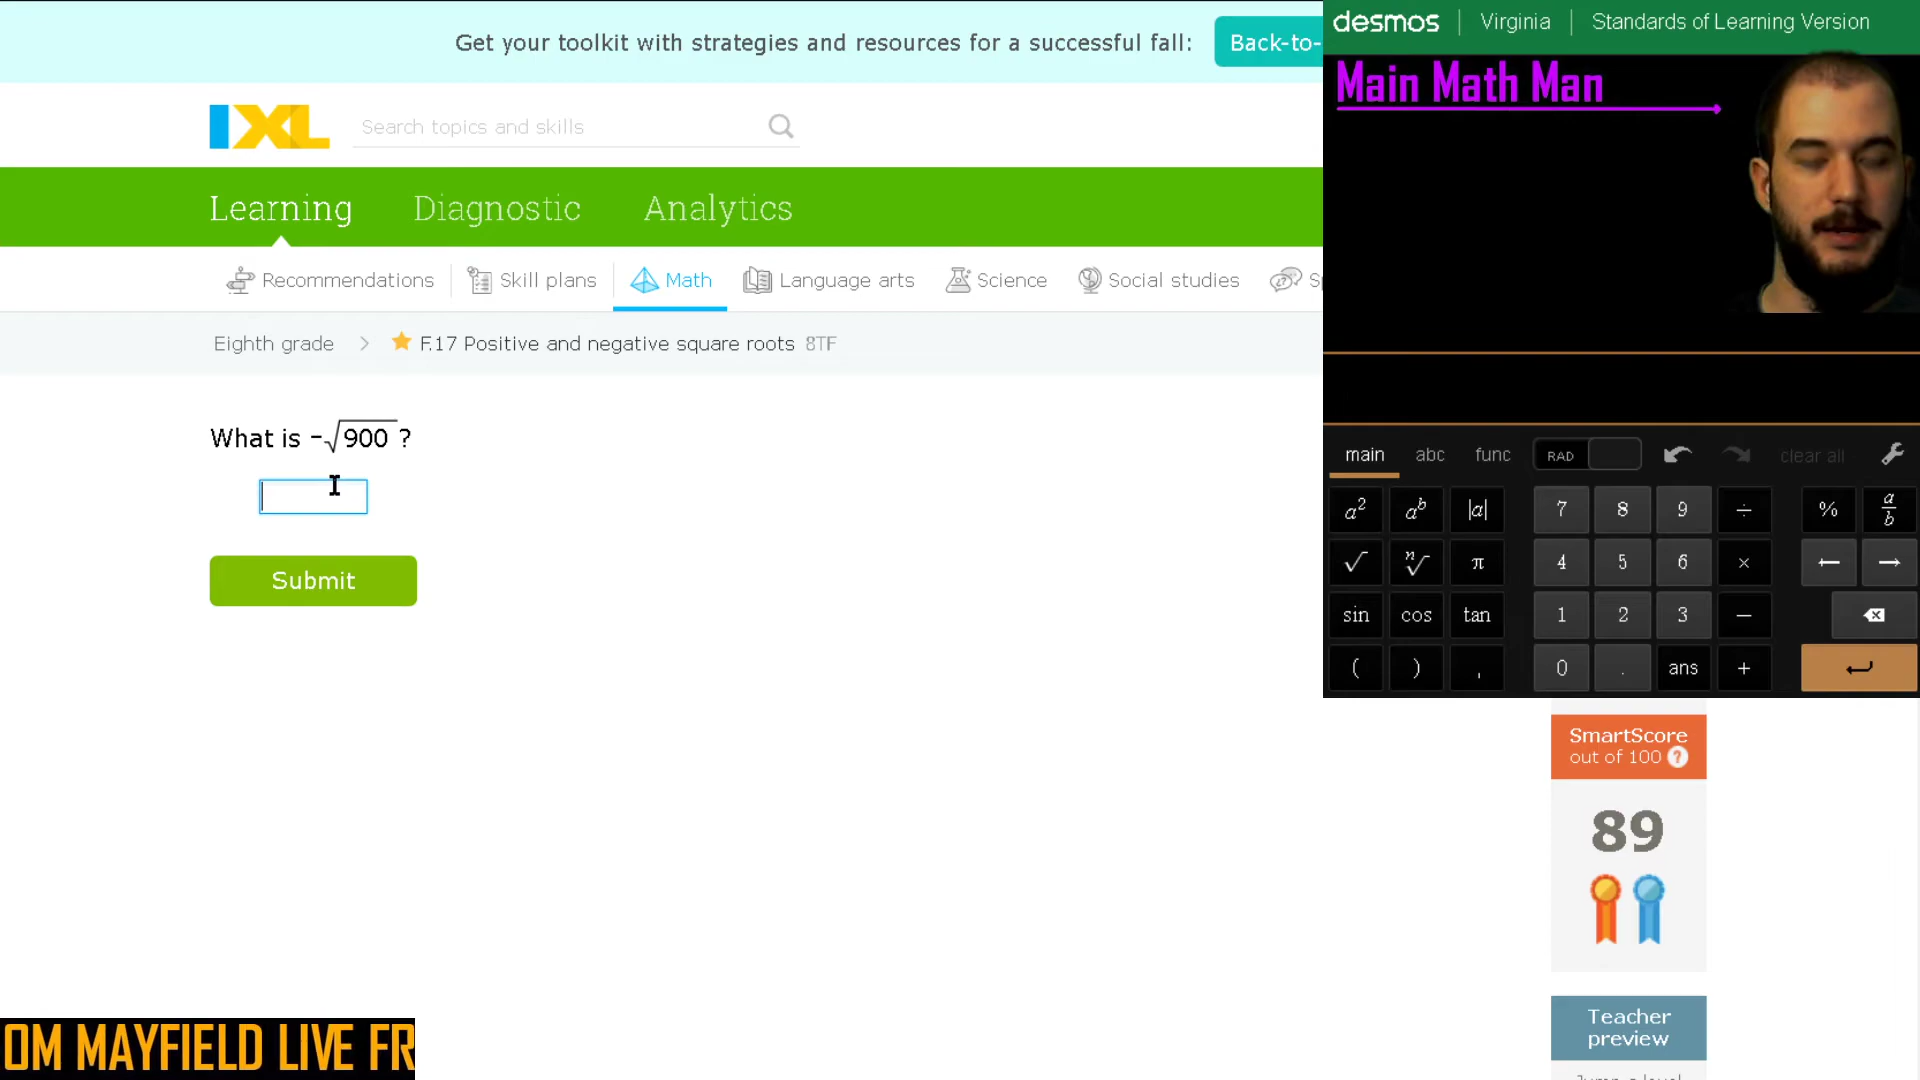 Get your toolkit with strategies and resources for a successful fall:
Back-to-
desmos | Virginia | Standards of Learning Version
Main Math Man
IXL
Search topics and skills
Learning Diagnostic Analytics
Recommendations
Skill plans
Math
Language arts
Science
Social studies
Sp
Eighth grade > F.17 Positive and negative square roots 8TF
What is -√900 ?
Submit
main abc func RAD clear all
a² aᵇ |a| 7 8 9 ÷ % a/b
√ ⁿ√ π 4 5 6 × ← →
sin cos tan 1 2 3 −
( ) , 0 . ans +
SmartScore
out of 100 ?
89
Teacher
preview
OM MAYFIELD LIVE FR